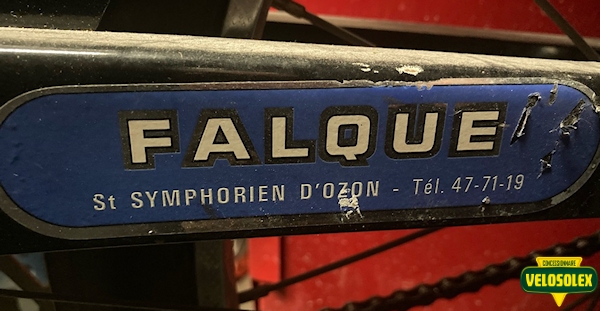 FALQUE
St SYMPHORIEN D'OZON - Tél. 47-71-19
CONCESSIONNAIRE
VELOSOLEX